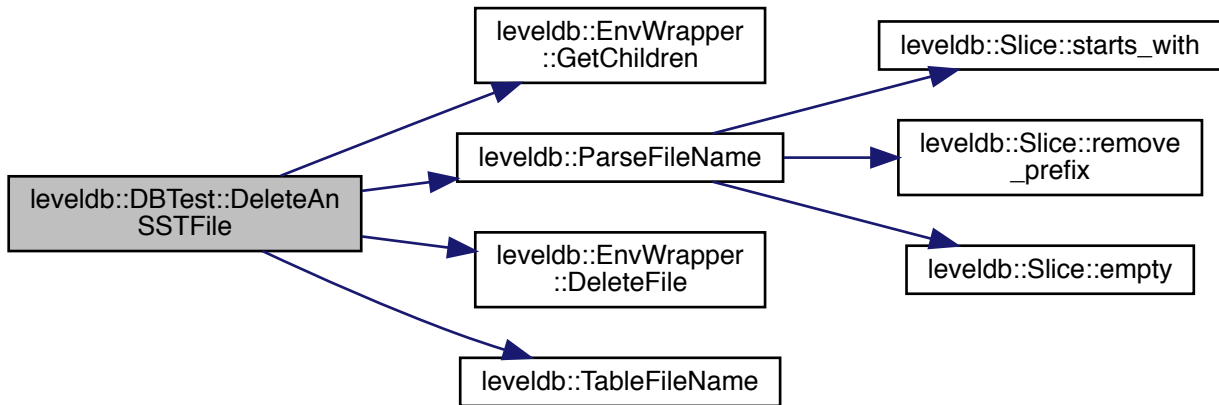 leveldb::DBTest::DeleteAn
SSTFile
leveldb::EnvWrapper
::GetChildren
leveldb::ParseFileName
leveldb::EnvWrapper
::DeleteFile
leveldb::TableFileName
leveldb::Slice::starts_with
leveldb::Slice::remove
_prefix
leveldb::Slice::empty